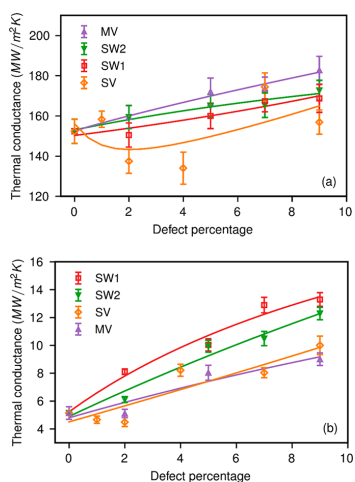 Thermal conductance (MW/m²K)
200
180
160
140
120
MV
SW2
SW1
SV
(a)
0 2 4 6 8 10
Defect percentage
Thermal conductance (MW/m²K)
16
14
12
10
8
6
4
SW1
SW2
SV
MV
(b)
0 2 4 6 8 10
Defect percentage